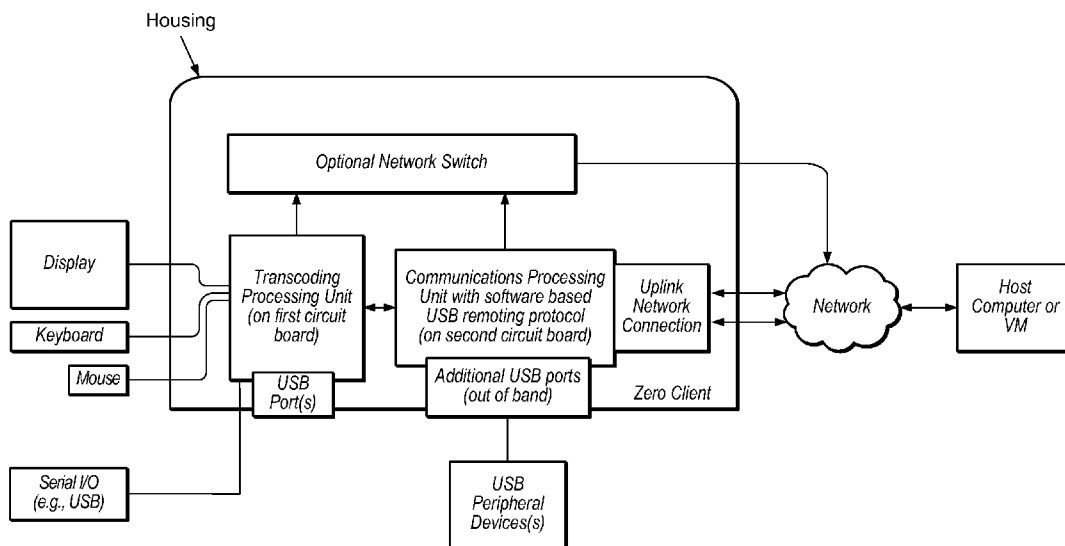 Housing
Optional Network Switch
Display
Keyboard
Mouse
Serial I/O
(e.g., USB)
Transcoding
Processing Unit
(on first circuit
board)
USB
Port(s)
Communications Processing
Unit with software based
USB remoting protocol
(on second circuit board)
Additional USB ports
(out of band)
Uplink
Network
Connection
Zero Client
USB
Peripheral
Devices(s)
Network
Host
Computer or
VM